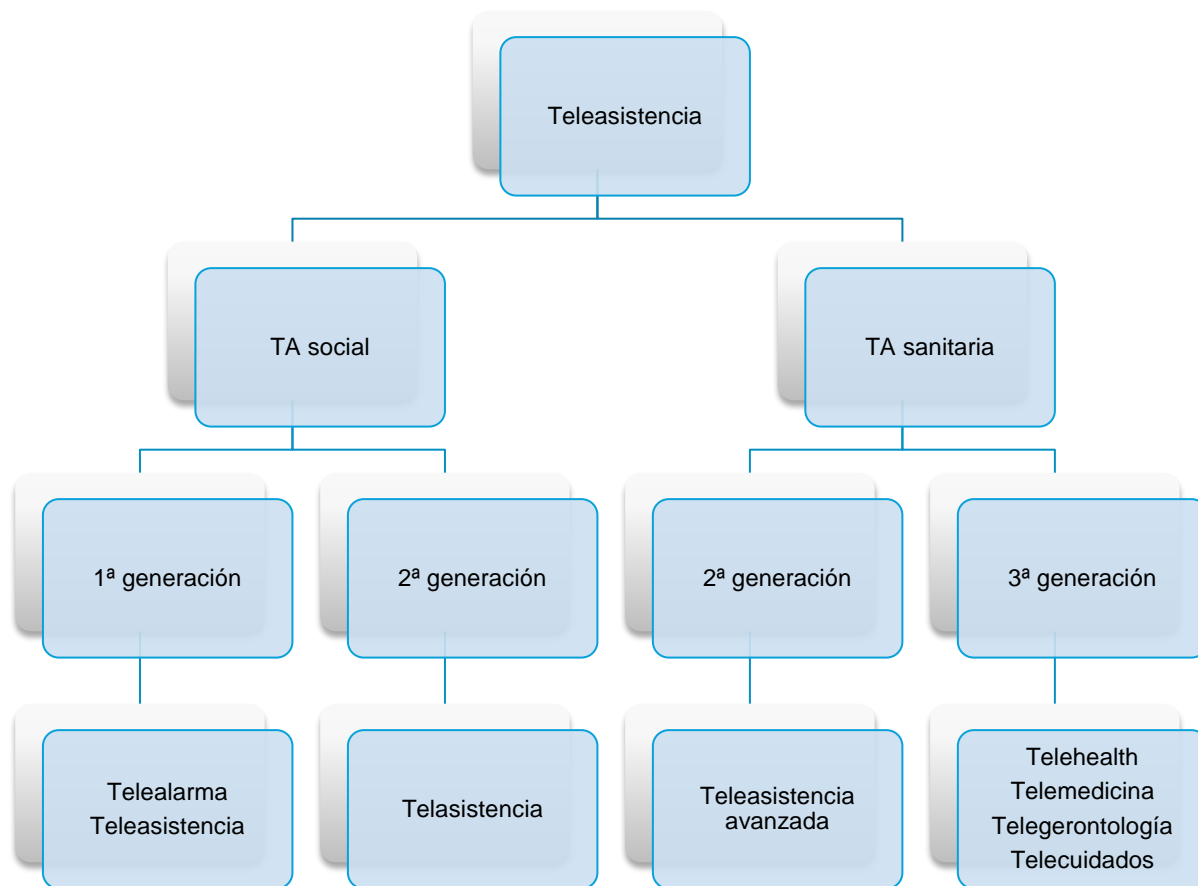 Teleasistencia
TA social
TA sanitaria
1ª generación
2ª generación
2ª generación
3ª generación
Telealarma
Teleasistencia
Telasistencia
Teleasistencia
avanzada
Telehealth
Telemedicina
Telegerontología
Telecuidados